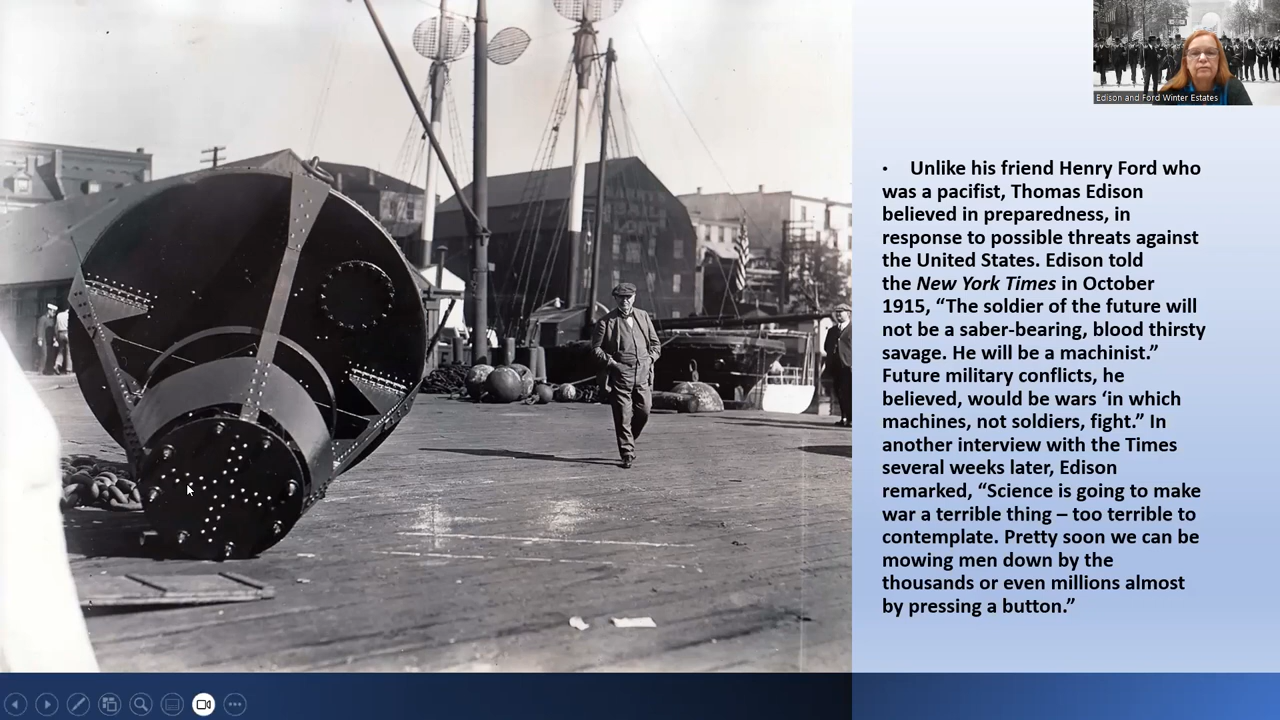 Edison and Ford Winter Estates
• Unlike his friend Henry Ford who
was a pacifist, Thomas Edison
believed in preparedness, in
response to possible threats against
the United States. Edison told
the New York Times in October
1915, “The soldier of the future will
not be a saber-bearing, blood thirsty
savage. He will be a machinist.”
Future military conflicts, he
believed, would be wars ‘in which
machines, not soldiers, fight.” In
another interview with the Times
several weeks later, Edison
remarked, “Science is going to make
war a terrible thing – too terrible to
contemplate. Pretty soon we can be
mowing men down by the
thousands or even millions almost
by pressing a button.”